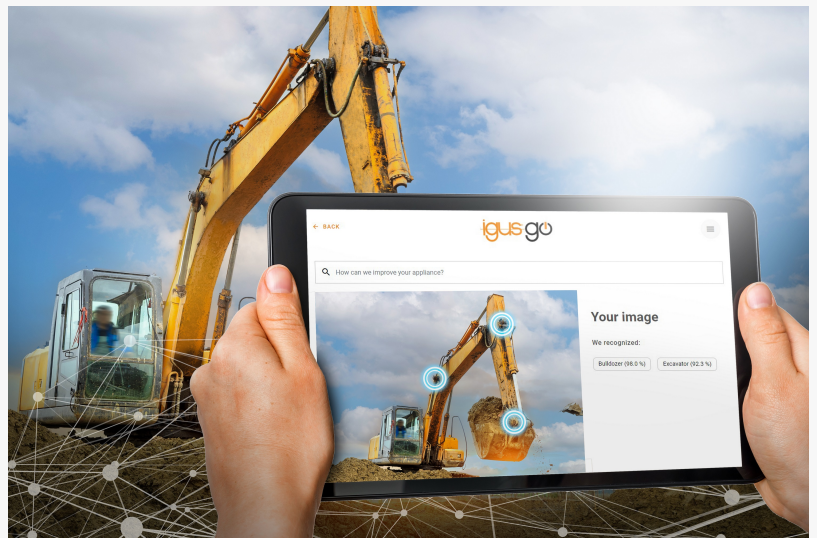 ← BACK
igus go
How can we improve your appliance?
Your image
We recognized:
Bulldozer (98.0 %) Excavator (92.3 %)